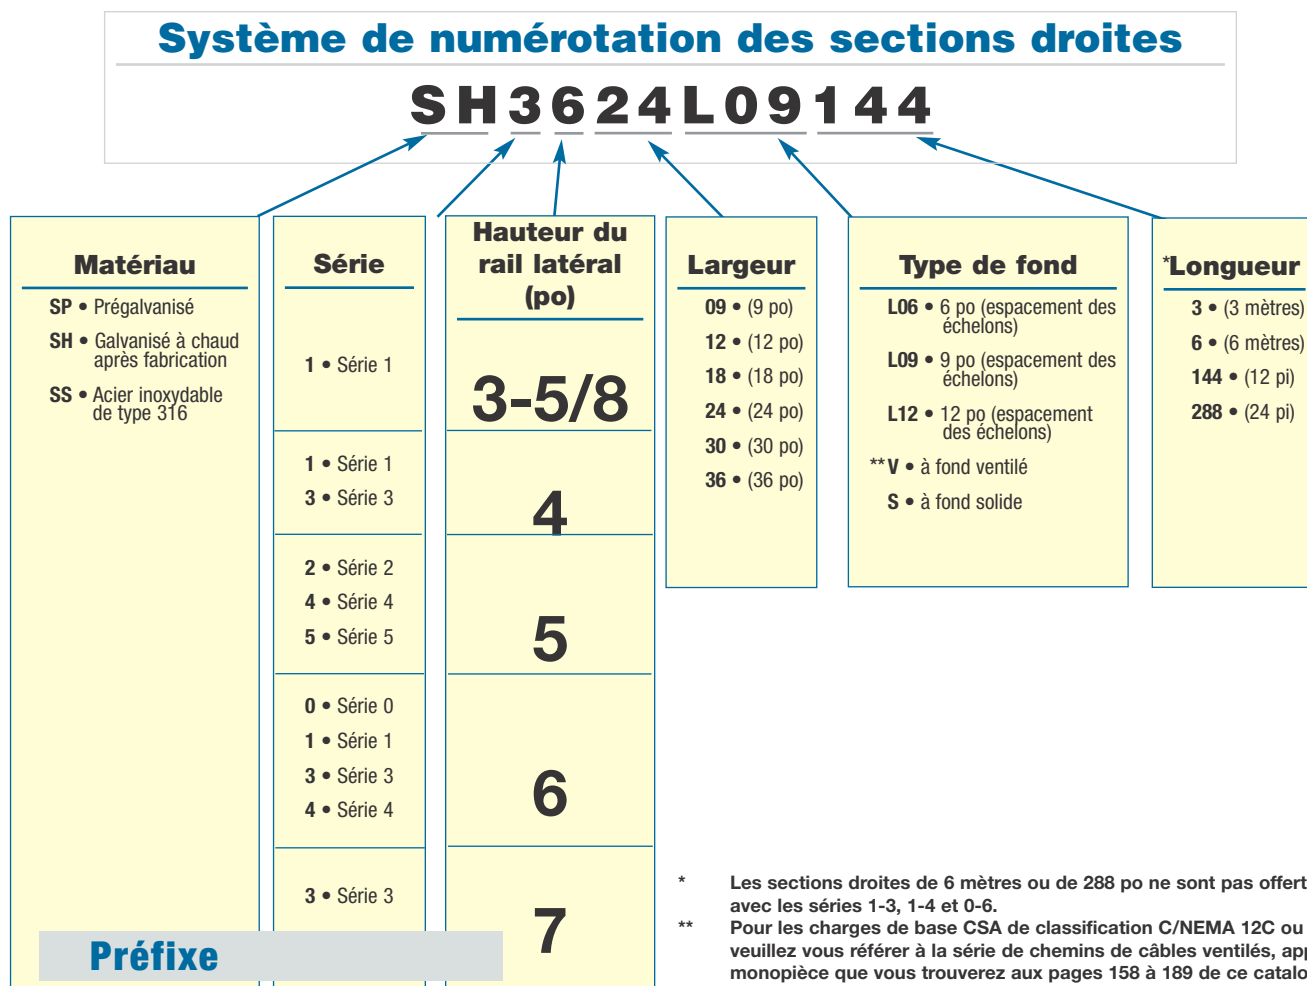 Système de numérotation des sections droites
SH3624L09144
Matériau
SP • Prégalvanisé
SH • Galvanisé à chaud
après fabrication
SS • Acier inoxydable
de type 316
Série
1 • Série 1
1 • Série 1
3 • Série 3
2 • Série 2
4 • Série 4
5 • Série 5
0 • Série 0
1 • Série 1
3 • Série 3
4 • Série 4
3 • Série 3
Hauteur du
rail latéral
(po)
3-5/8
4
5
6
7
Largeur
09 • (9 po)
12 • (12 po)
18 • (18 po)
24 • (24 po)
30 • (30 po)
36 • (36 po)
Type de fond
L06 • 6 po (espacement des
échelons)
L09 • 9 po (espacement des
échelons)
L12 • 12 po (espacement
des échelons)
** V • à fond ventilé
S • à fond solide
*Longueur
3 • (3 mètres)
6 • (6 mètres)
144 • (12 pi)
288 • (24 pi)
* Les sections droites de 6 mètres ou de 288 po ne sont pas offert
avec les séries 1-3, 1-4 et 0-6.
** Pour les charges de base CSA de classification C/NEMA 12C ou
veuillez vous référer à la série de chemins de câbles ventilés, app
monopièce que vous trouverez aux pages 158 à 189 de ce catalo
Préfixe